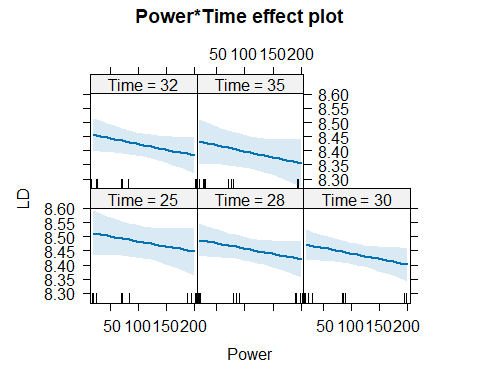 Power*Time effect plot
50 100 150 200
Time = 32 Time = 35
8.60
8.55
8.50
8.45
8.40
8.35
8.30
LD
Time = 25 Time = 28 Time = 30
8.60
8.55
8.50
8.45
8.40
8.35
8.30
50 100 150 200 50 100 150 200
Power